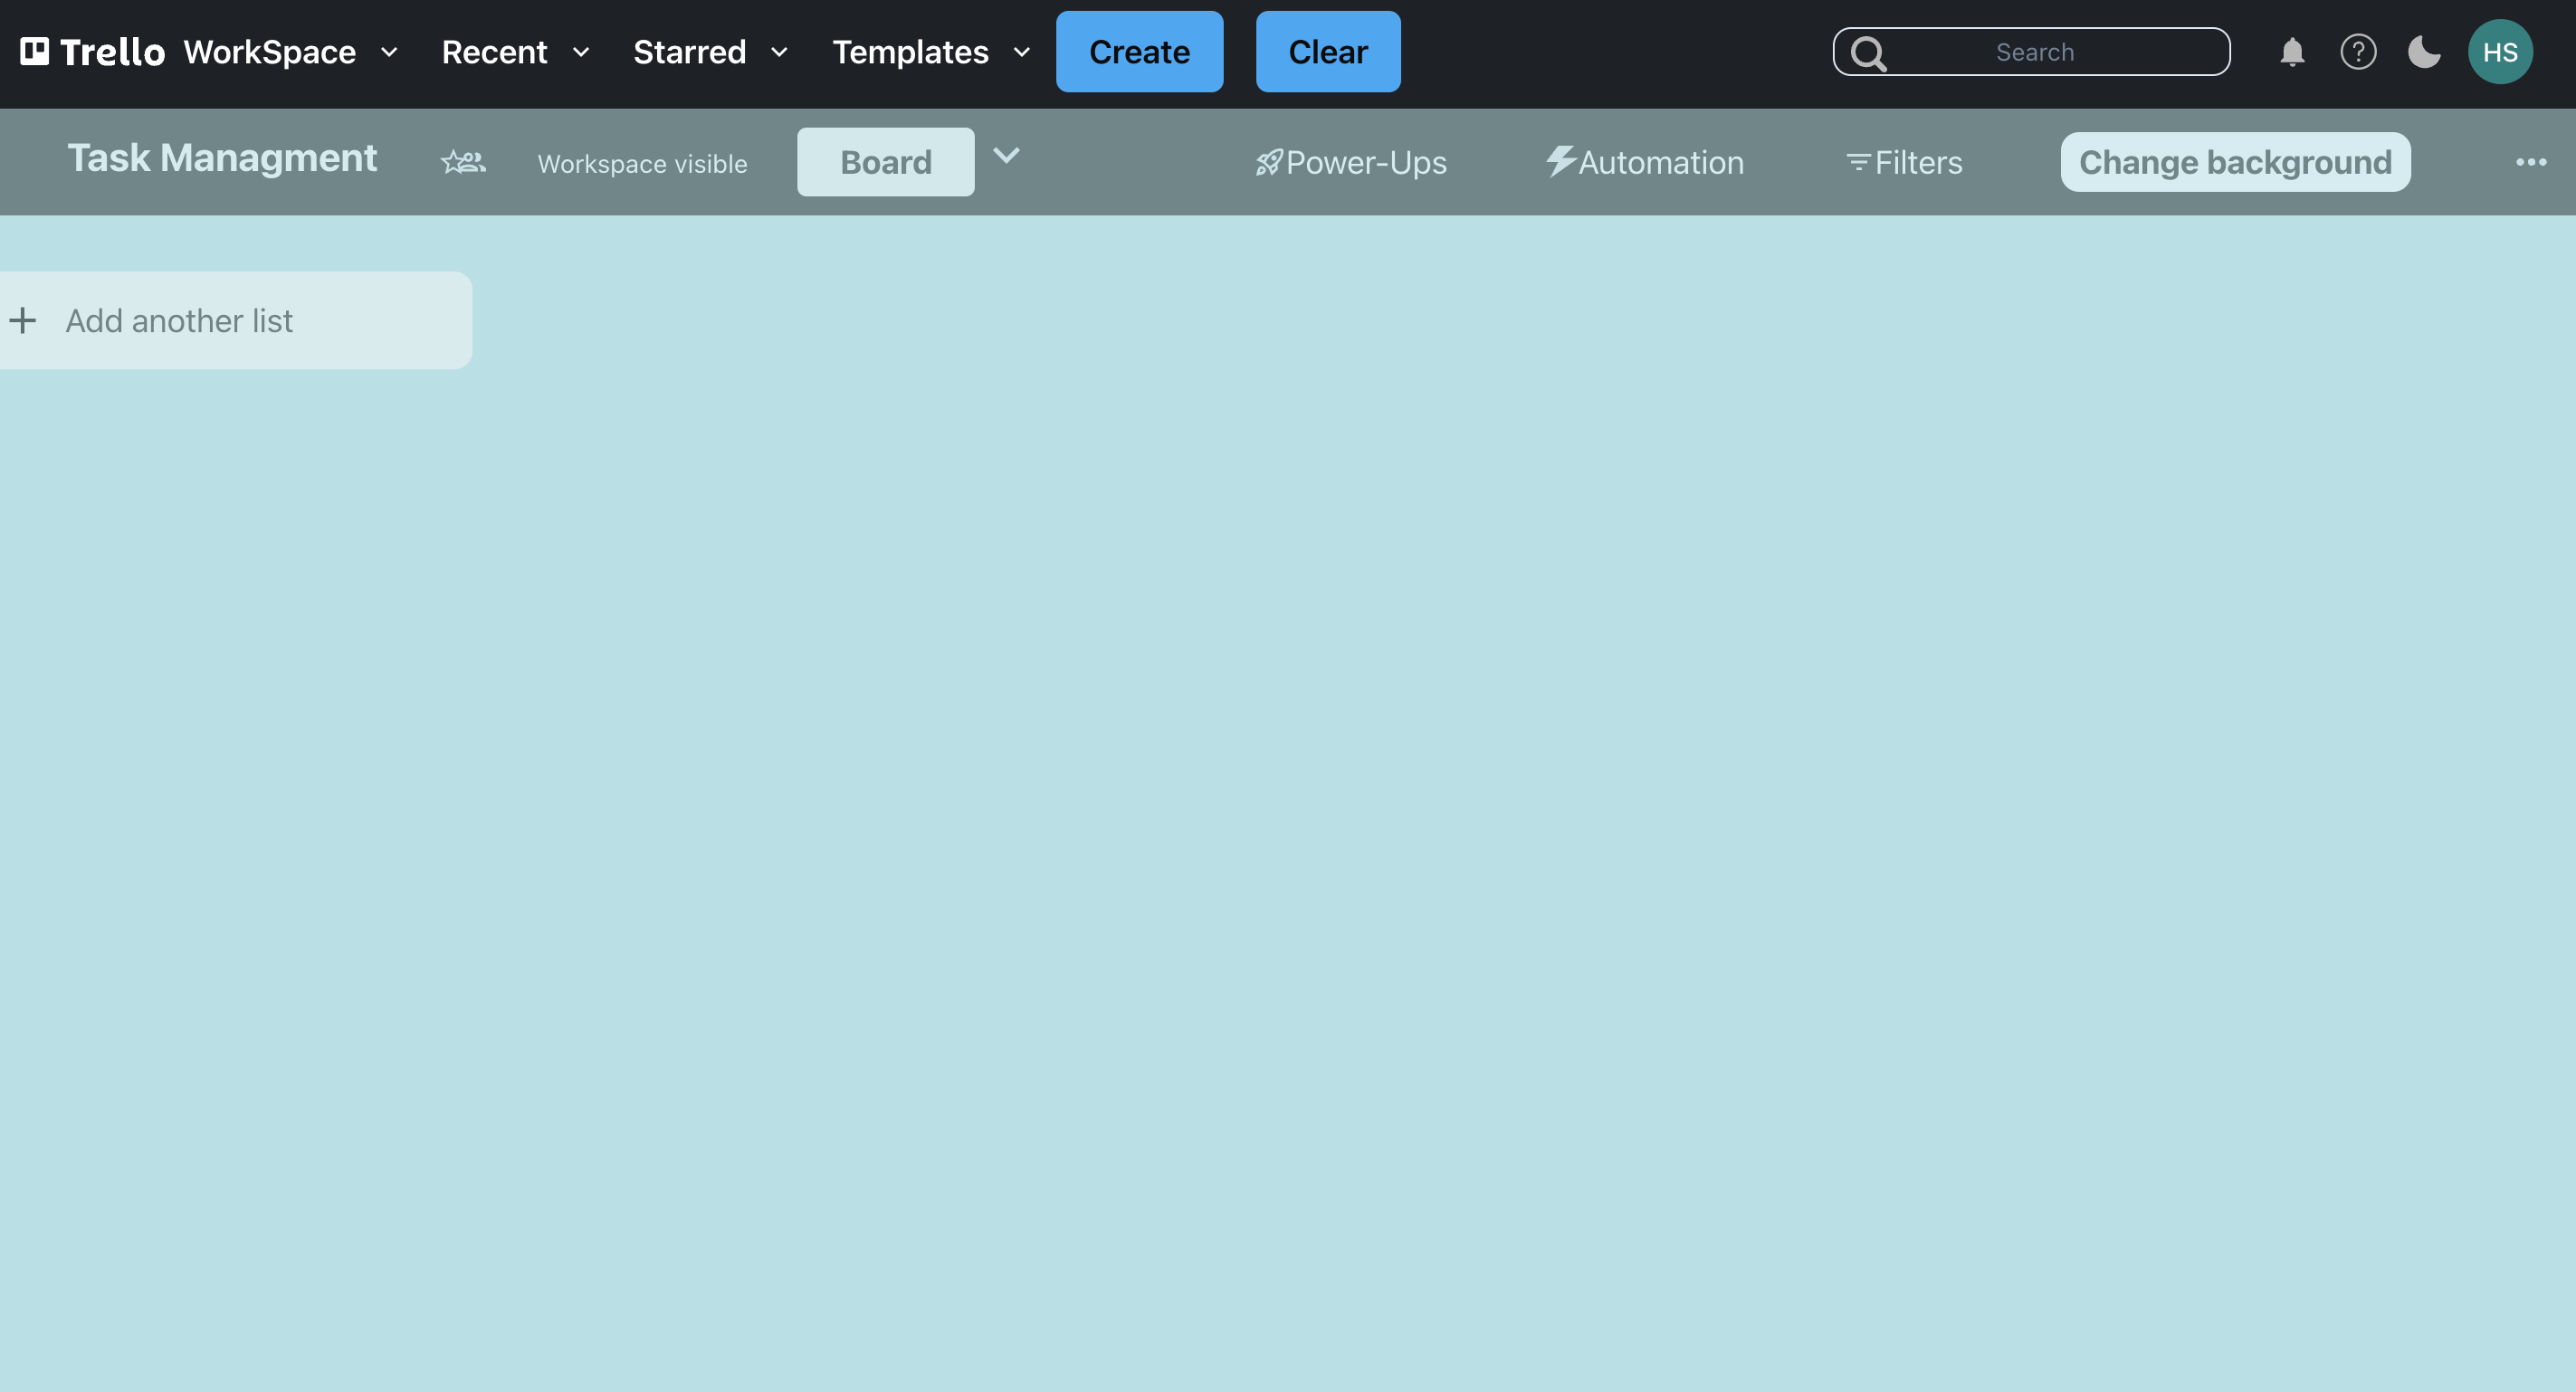 Trello WorkSpace Recent Starred Templates Create Clear Search HS
Task Managment Workspace visible Board Power-Ups Automation Filters Change background
Add another list